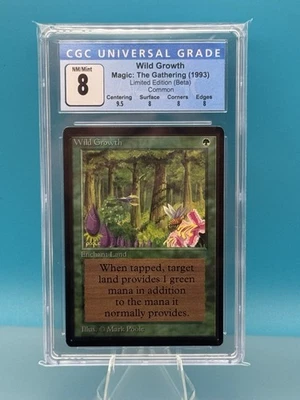 CGC UNIVERSAL GRADE
NM/Mint
8
Wild Growth
Magic: The Gathering (1993)
Limited Edition (Beta)
Common
Centering Surface Corners Edges
9.5 8 8 8
Wild Growth
Enchant Land
When tapped, target
land provides 1 green
mana in addition
to the mana it
normally provides.
Illus. © Mark Poole